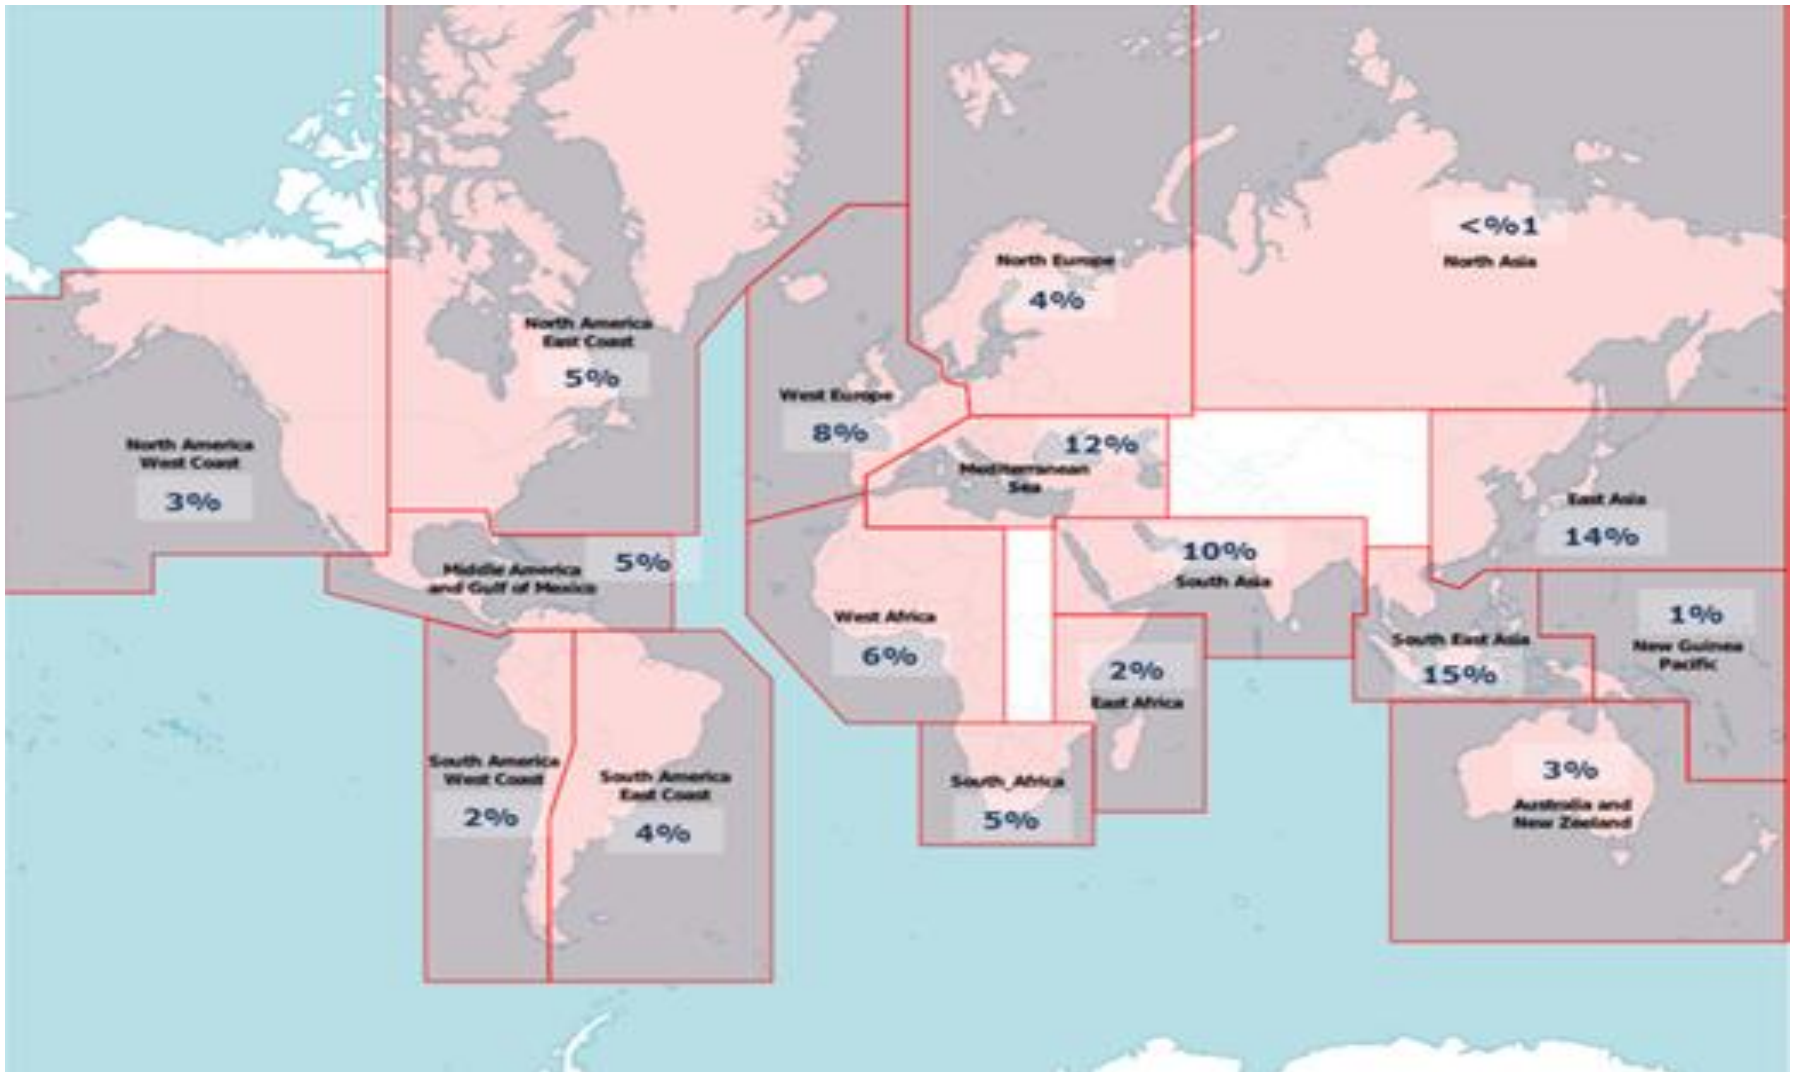 <%1
North Asia
North Europe
4%
North America
East Coast
5%
West Europe
8%
North America
West Coast
3%
12%
Mediterranean
Sea
East Asia
14%
5%
Middle America
and Gulf of Mexico
10%
South Asia
West Africa
6%
1%
New Guinea
Pacific
South East Asia
15%
2%
East Africa
South America
West Coast
2%
South America
East Coast
4%
South_Africa
5%
3%
Australia and
New Zeeland